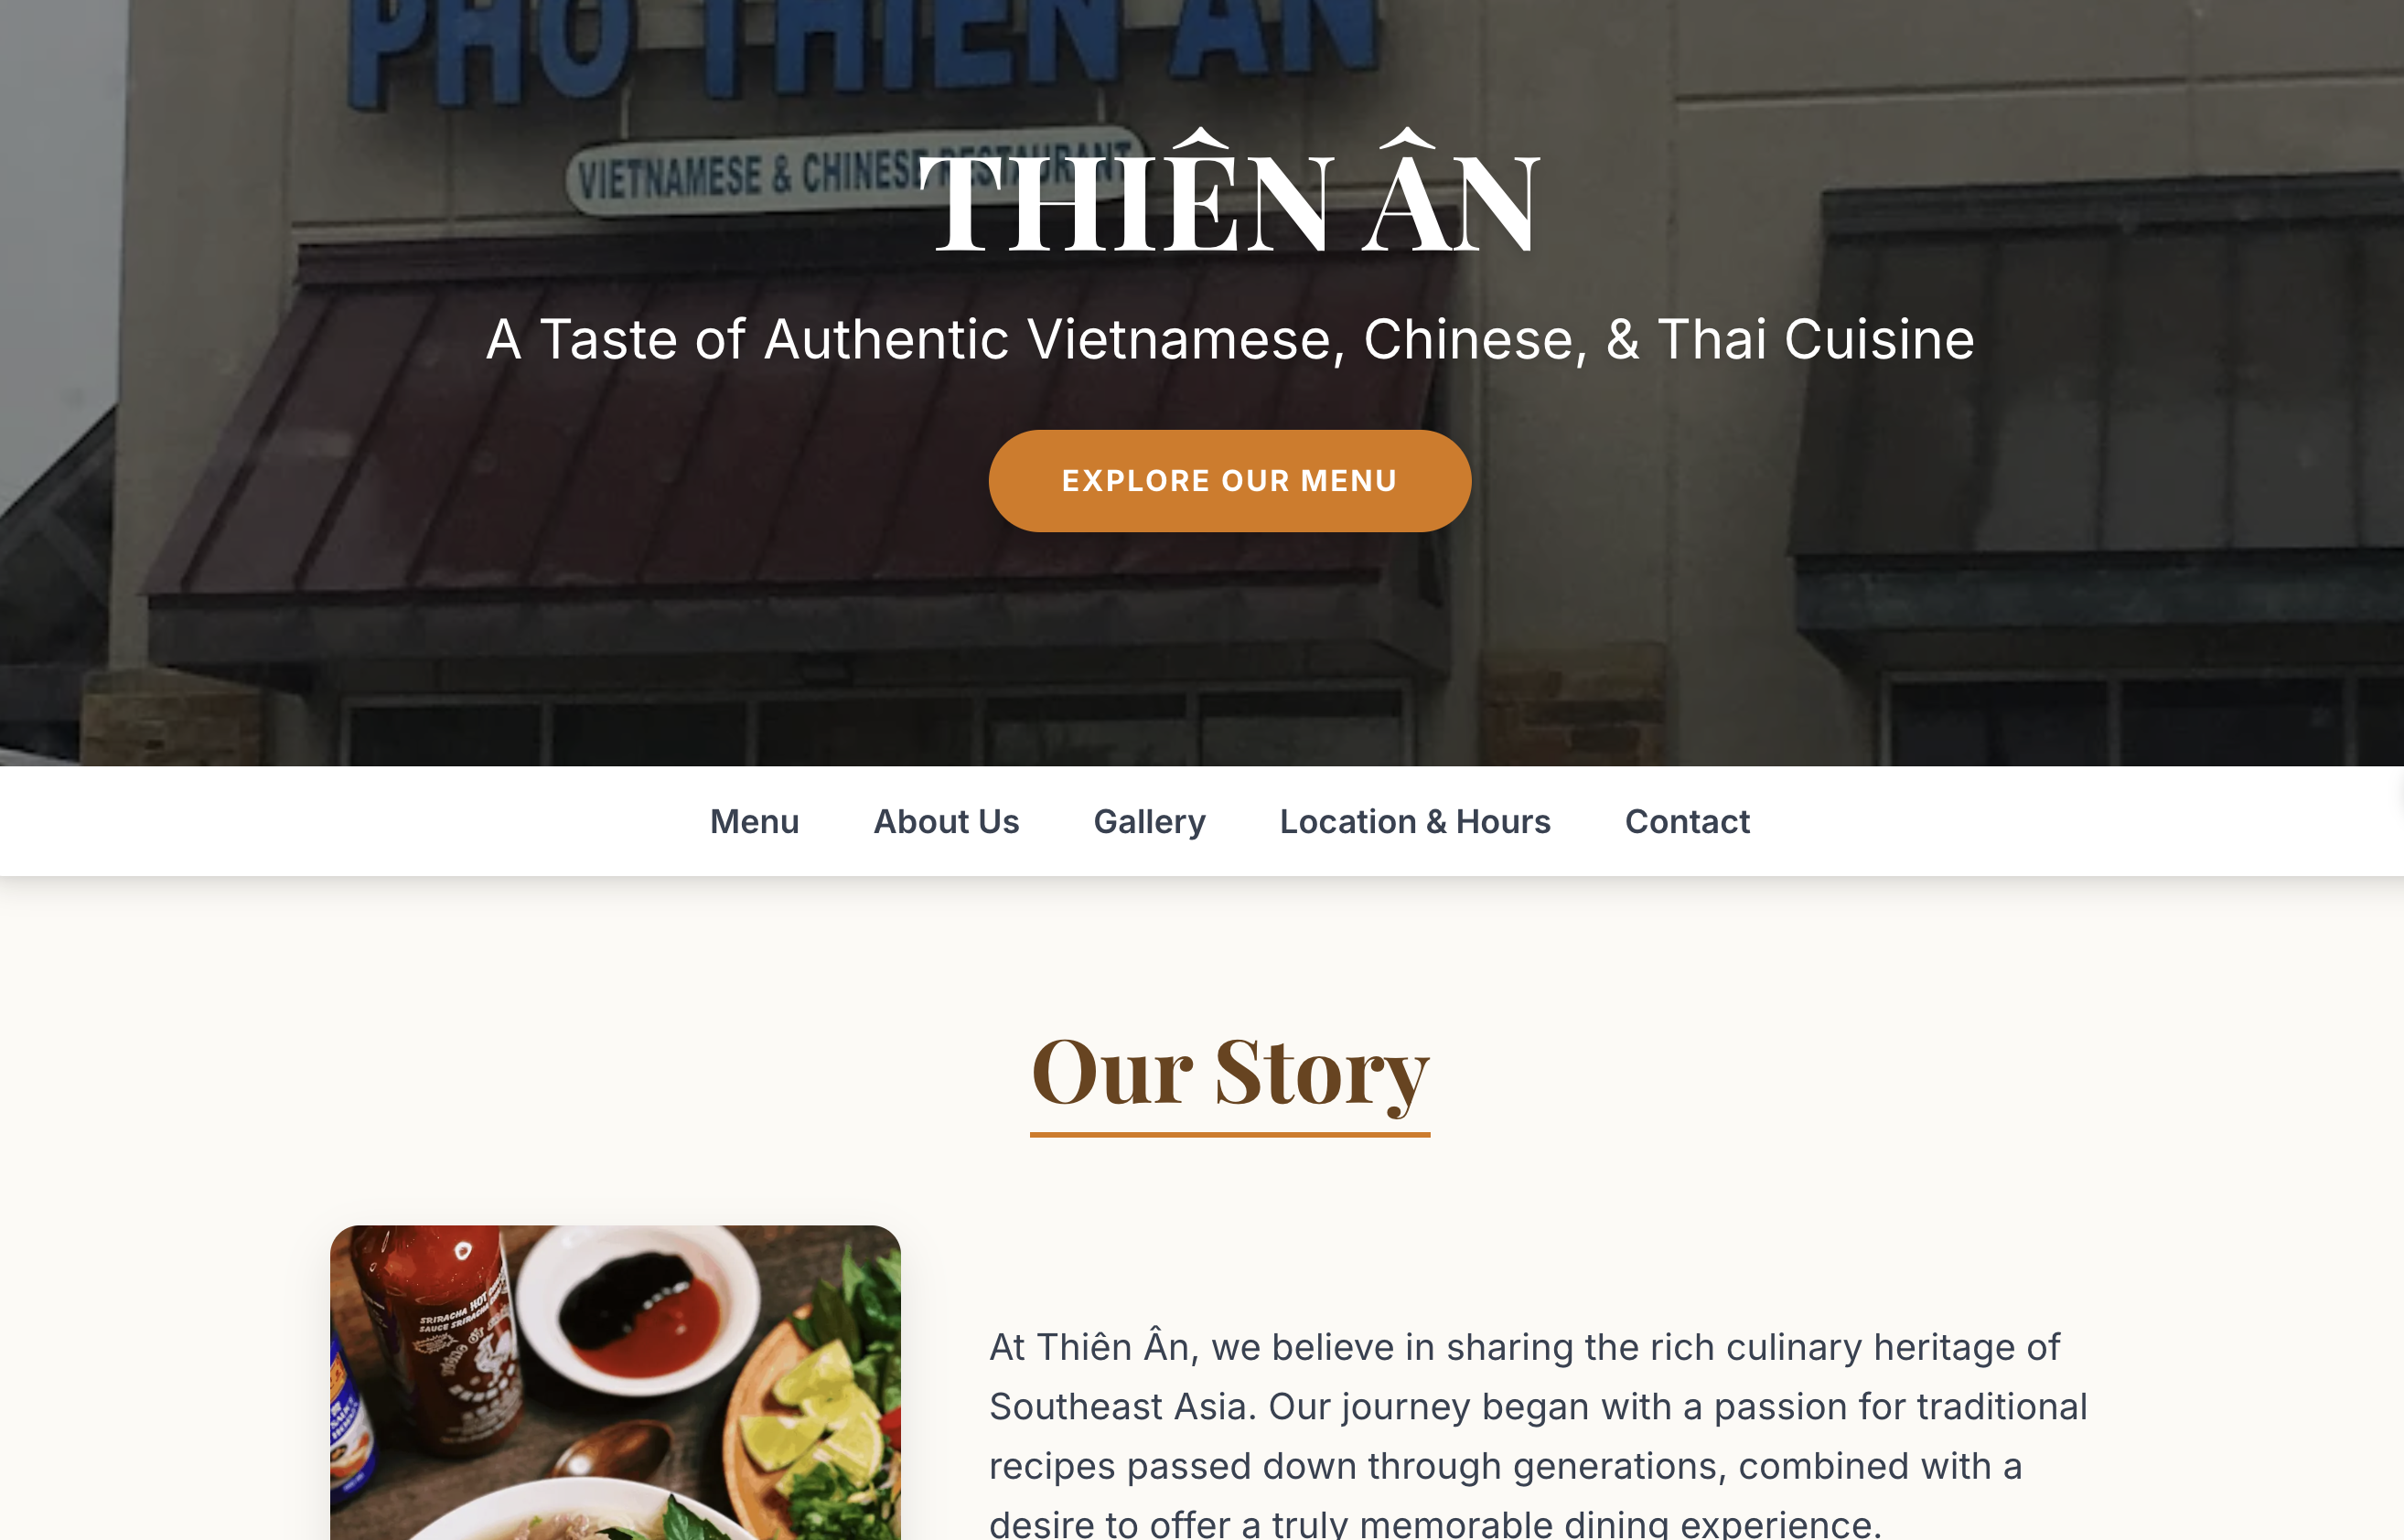 PHO THIEN AN
VIETNAMESE & CHINESE RESTAURANT
THIÊN ÂN
A Taste of Authentic Vietnamese, Chinese, & Thai Cuisine
EXPLORE OUR MENU
Menu
About Us
Gallery
Location & Hours
Contact
Our Story
SRIRACHA HOT
SAUCE SRIRACHA
At Thiên Ân, we believe in sharing the rich culinary heritage of
Southeast Asia. Our journey began with a passion for traditional
recipes passed down through generations, combined with a
desire to offer a truly memorable dining experience.